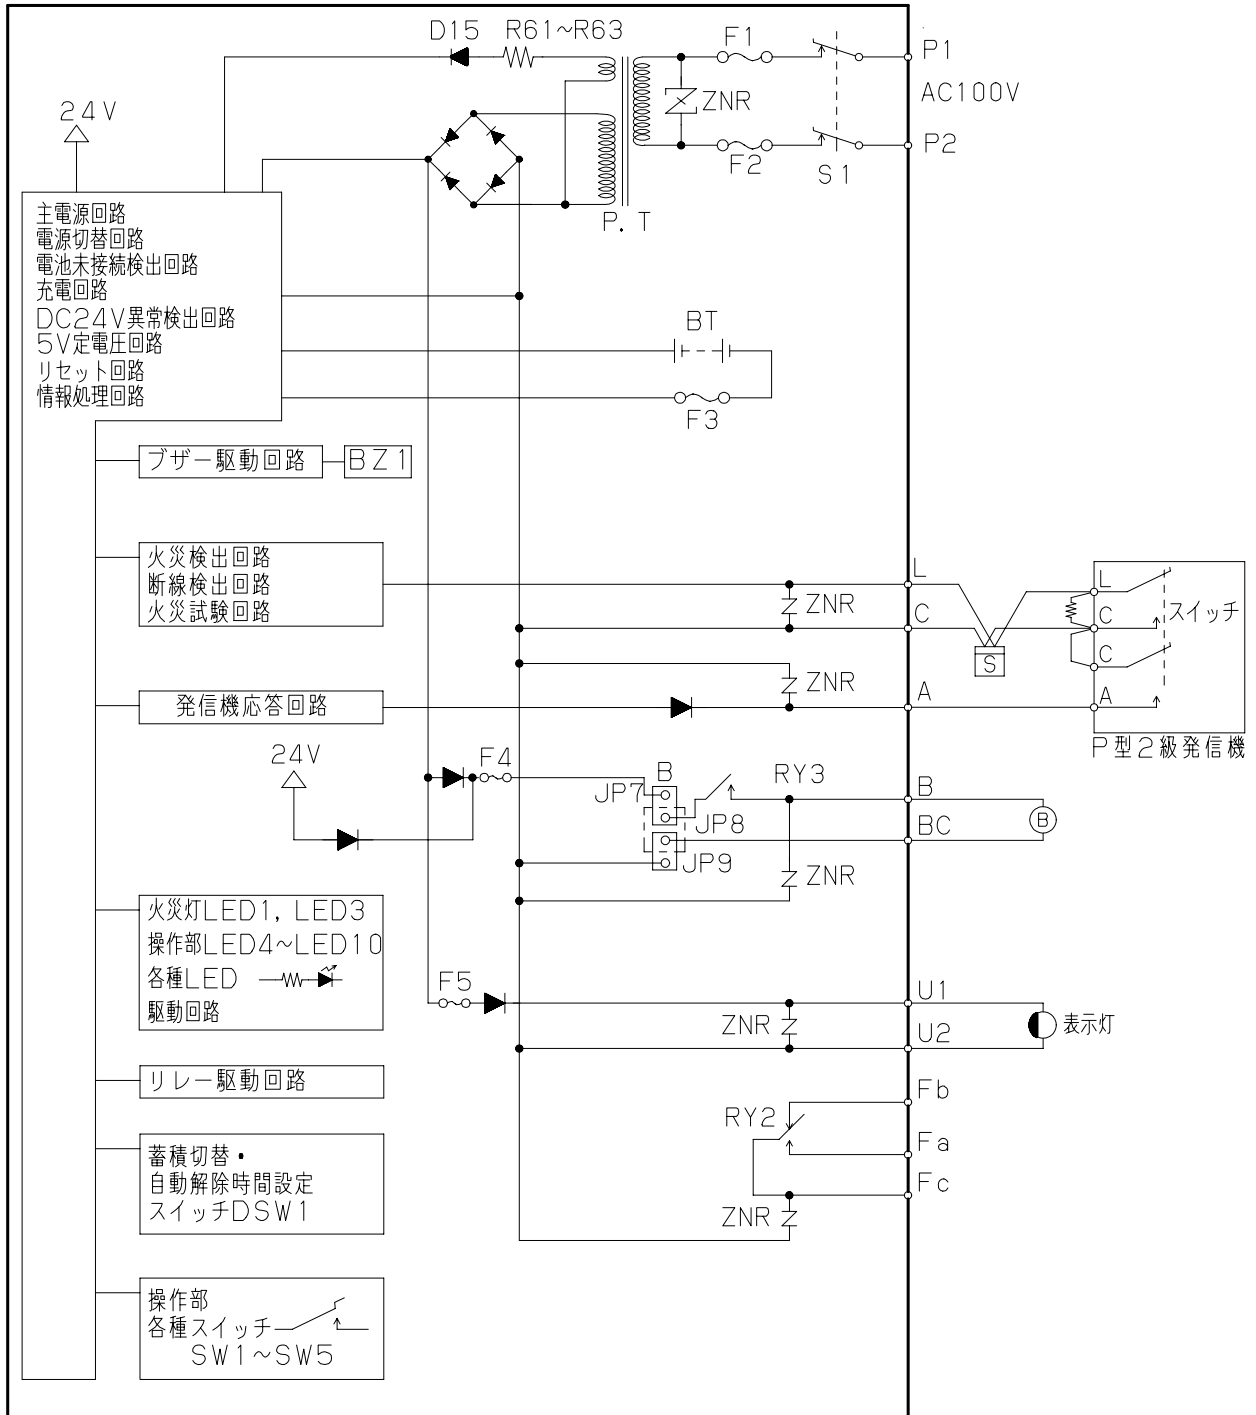 D15
R61～R63
F1
P1
ZNR
AC100V
F2
S1
P2
P.T
24V
主電源回路
電源切替回路
電池未接続検出回路
充電回路
DC24V異常検出回路
5V定電圧回路
リセット回路
情報処理回路
BT
F3
ブザー駆動回路
BZ1
火災検出回路
断線検出回路
火災試験回路
L
ZNR
C
S
L
C
スイッチ
C
A
P型2級発信機
発信機応答回路
ZNR
A
24V
F4
JP7
B
RY3
B
JP8
BC
B
JP9
ZNR
火災灯LED1, LED3
操作部LED4～LED10
各種LED
駆動回路
F5
U1
ZNR
U2
表示灯
リレー駆動回路
RY2
Fb
Fa
Fc
ZNR
蓄積切替・
自動解除時間設定
スイッチDSW1
操作部
各種スイッチ
SW1～SW5